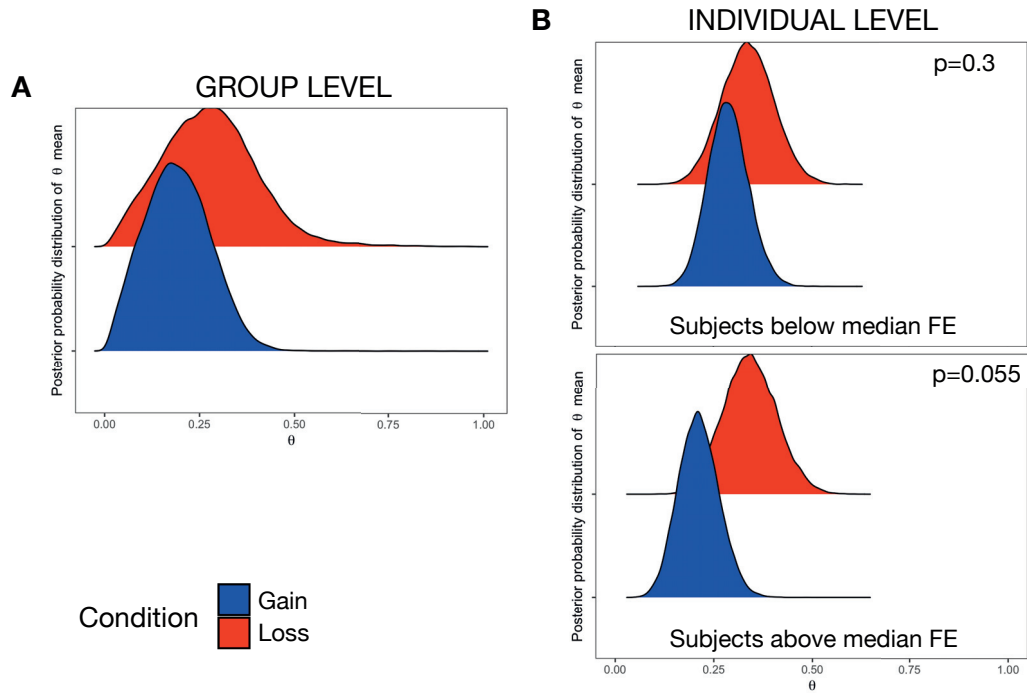 A
GROUP LEVEL
Posterior probability distribution of θ mean
0.00 0.25 0.50 0.75 1.00
θ
Condition
Gain
Loss
B
INDIVIDUAL LEVEL
p=0.3
Posterior probability distribution of θ mean
Subjects below median FE
p=0.055
Posterior probability distribution of θ mean
Subjects above median FE
0.00 0.25 0.50 0.75 1.00
θ